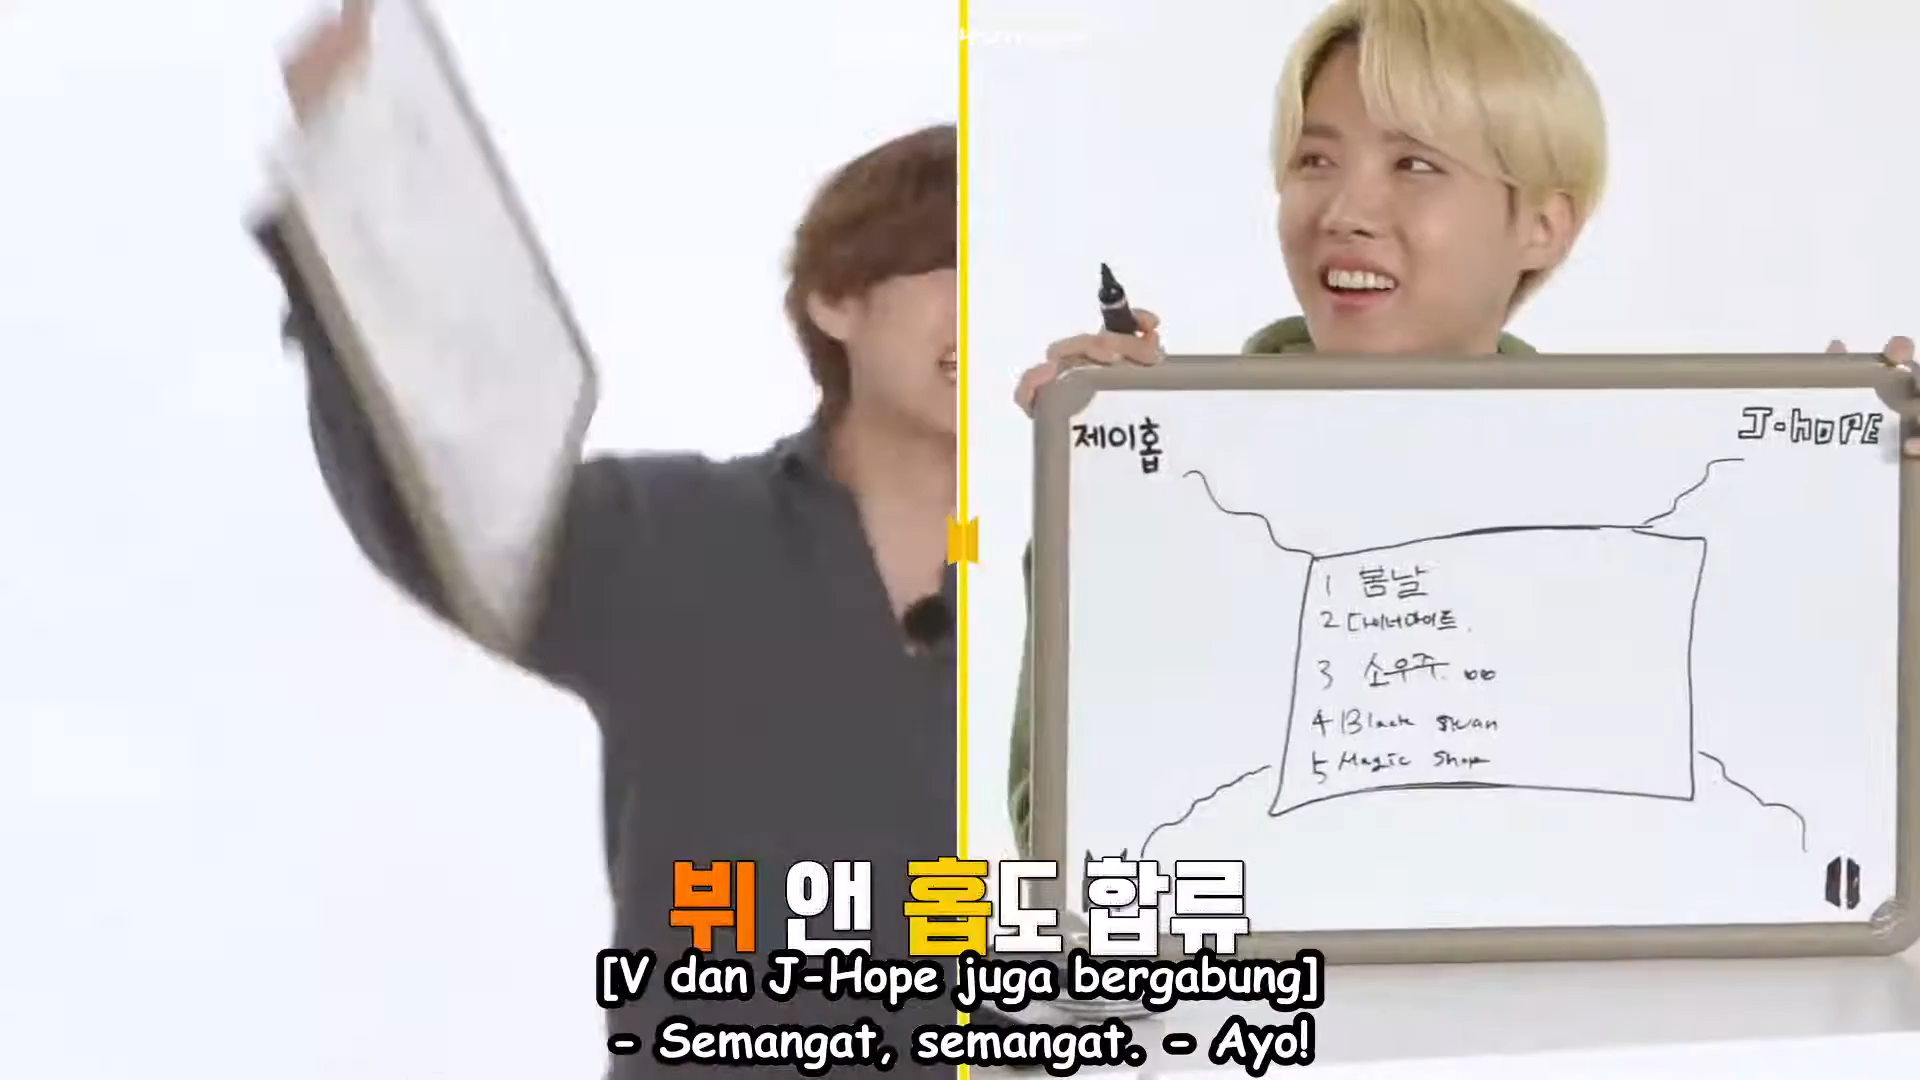 제이홉
J-hOPE
1 봄날
2 다이너마이트.
3 소우주.
4 Black Swan
5 Magic Shop
뷔 앤 홉도 합류
[V dan J-Hope juga bergabung]
- Semangat, semangat. - Ayo!